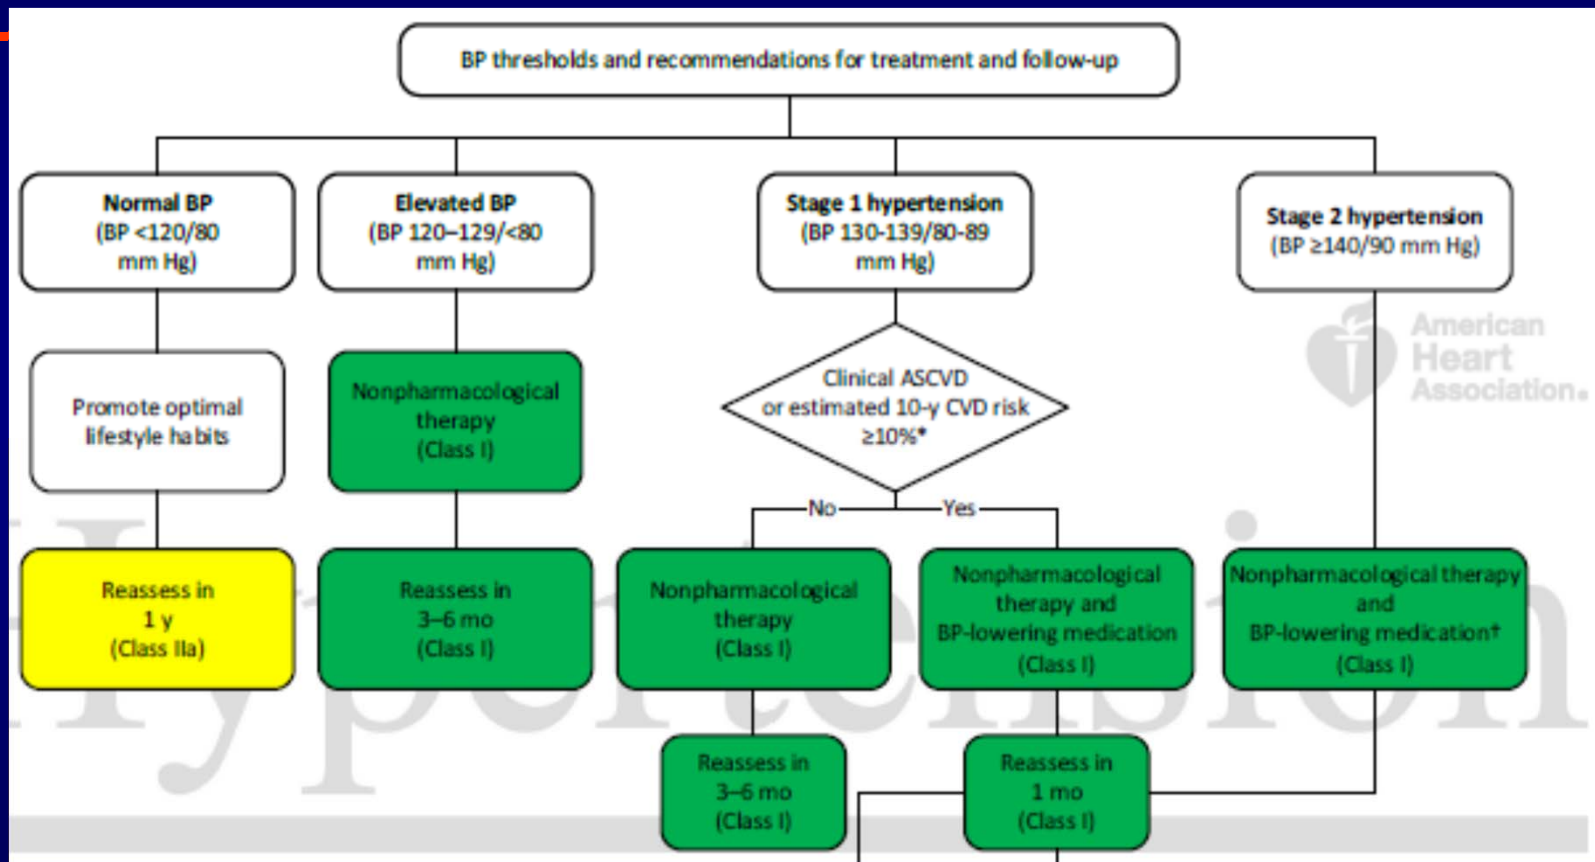 BP thresholds and recommendations for treatment and follow-up
Normal BP
(BP <120/80
mm Hg)
Elevated BP
(BP 120–129/<80
mm Hg)
Stage 1 hypertension
(BP 130-139/80-89
mm Hg)
Stage 2 hypertension
(BP ≥140/90 mm Hg)
American
Heart
Association®
Promote optimal
lifestyle habits
Nonpharmacological
therapy
(Class I)
Clinical ASCVD
or estimated 10-y CVD risk
≥10%*
No
Yes
Reassess in
1 y
(Class IIa)
Reassess in
3–6 mo
(Class I)
Nonpharmacological
therapy
(Class I)
Nonpharmacological
therapy and
BP-lowering medication
(Class I)
Nonpharmacological therapy
and
BP-lowering medication†
(Class I)
Hypertension
Reassess in
3–6 mo
(Class I)
Reassess in
1 mo
(Class I)